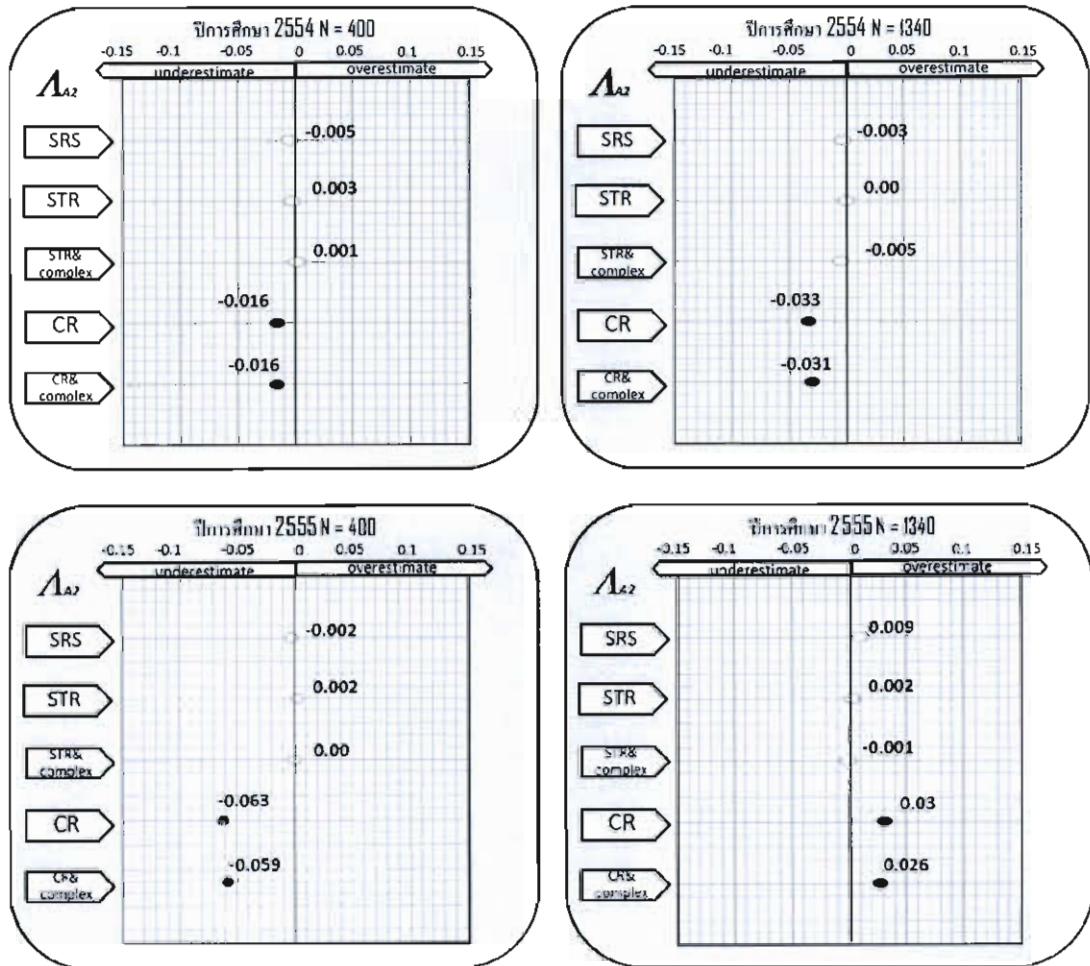 ปีการศึกษา 2554 N = 400
-0.15 -0.1 -0.05 0 0.05 0.1 0.15
underestimate overestimate
Λ A2
SRS -0.005
STR 0.003
STR& complex 0.001
CR -0.016
CR& complex -0.016
ปีการศึกษา 2554 N = 1340
-0.15 -0.1 -0.05 0 0.05 0.1 0.15
underestimate overestimate
Λ A2
SRS -0.003
STR 0.00
STR& complex -0.005
CR -0.033
CR& complex -0.031
ปีการศึกษา 2555 N = 400
-0.15 -0.1 -0.05 0 0.05 0.1 0.15
underestimate overestimate
Λ A2
SRS -0.002
STR 0.002
STR& complex 0.00
CR -0.063
CR& complex -0.059
ปีการศึกษา 2555 N = 1340
-0.15 -0.1 -0.05 0 0.05 0.1 0.15
underestimate overestimate
Λ A2
SRS 0.009
STR 0.002
STR& complex -0.001
CR 0.03
CR& complex 0.026